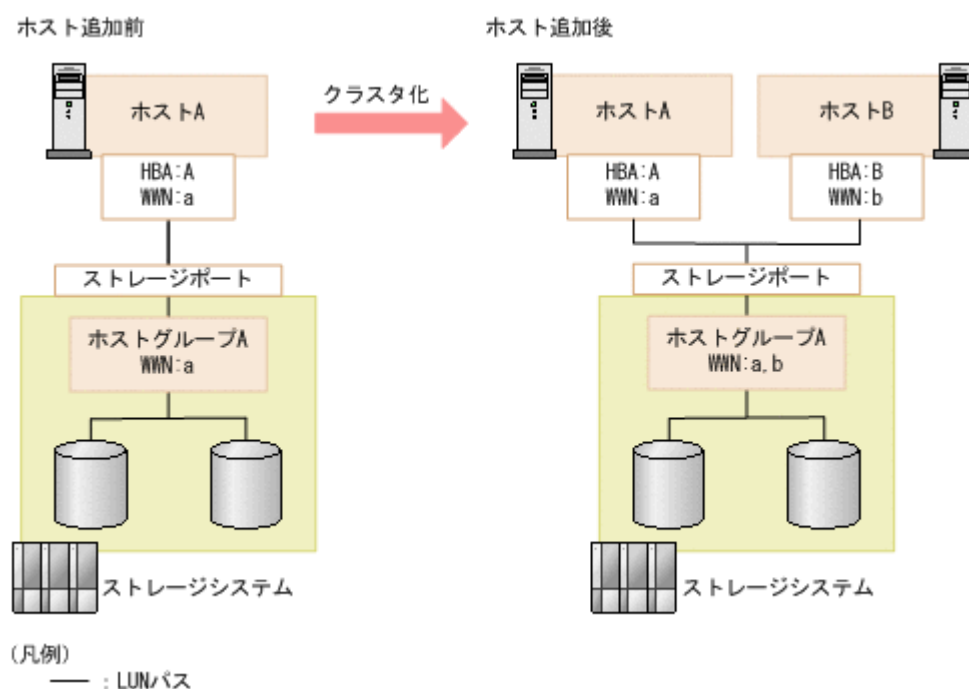 ホスト追加前
ホストA
HBA:A
WWN:a
ストレージポート
ホストグループA
WWN:a
ストレージシステム
クラスタ化
ホスト追加後
ホストA
ホストB
HBA:A
WWN:a
HBA:B
WWN:b
ストレージポート
ホストグループA
WWN:a,b
ストレージシステム
(凡例)
：LUNパス